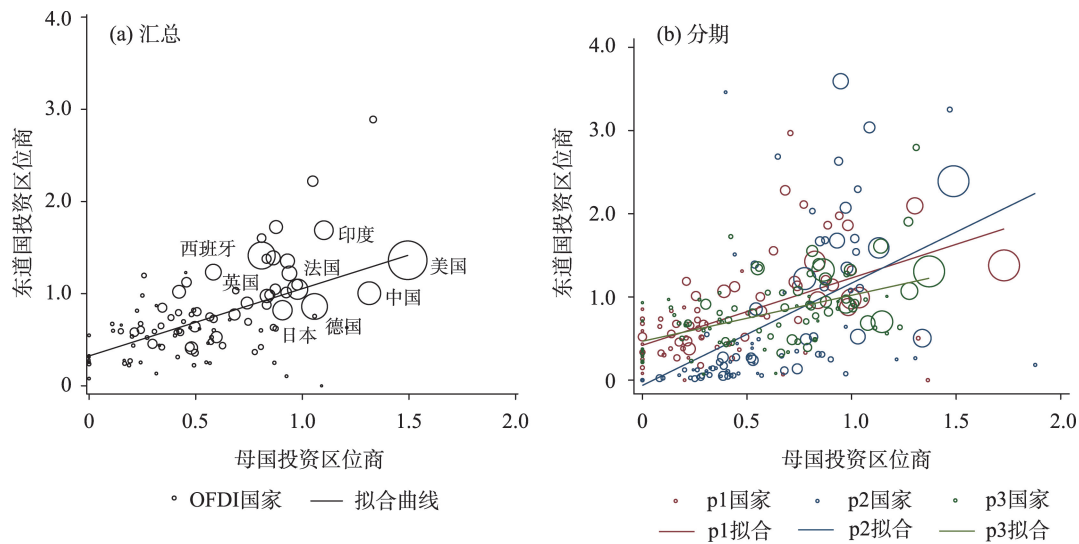 (a) 汇总
4.0
3.0
2.0
1.0
0
东道国投资区位商
西班牙
印度
英国
法国
美国
中国
日本
德国
0 0.5 1.0 1.5 2.0
母国投资区位商
OFDI国家 拟合曲线
(b) 分期
4.0
3.0
2.0
1.0
0
东道国投资区位商
0 0.5 1.0 1.5 2.0
母国投资区位商
p1国家 p2国家 p3国家
p1拟合 p2拟合 p3拟合